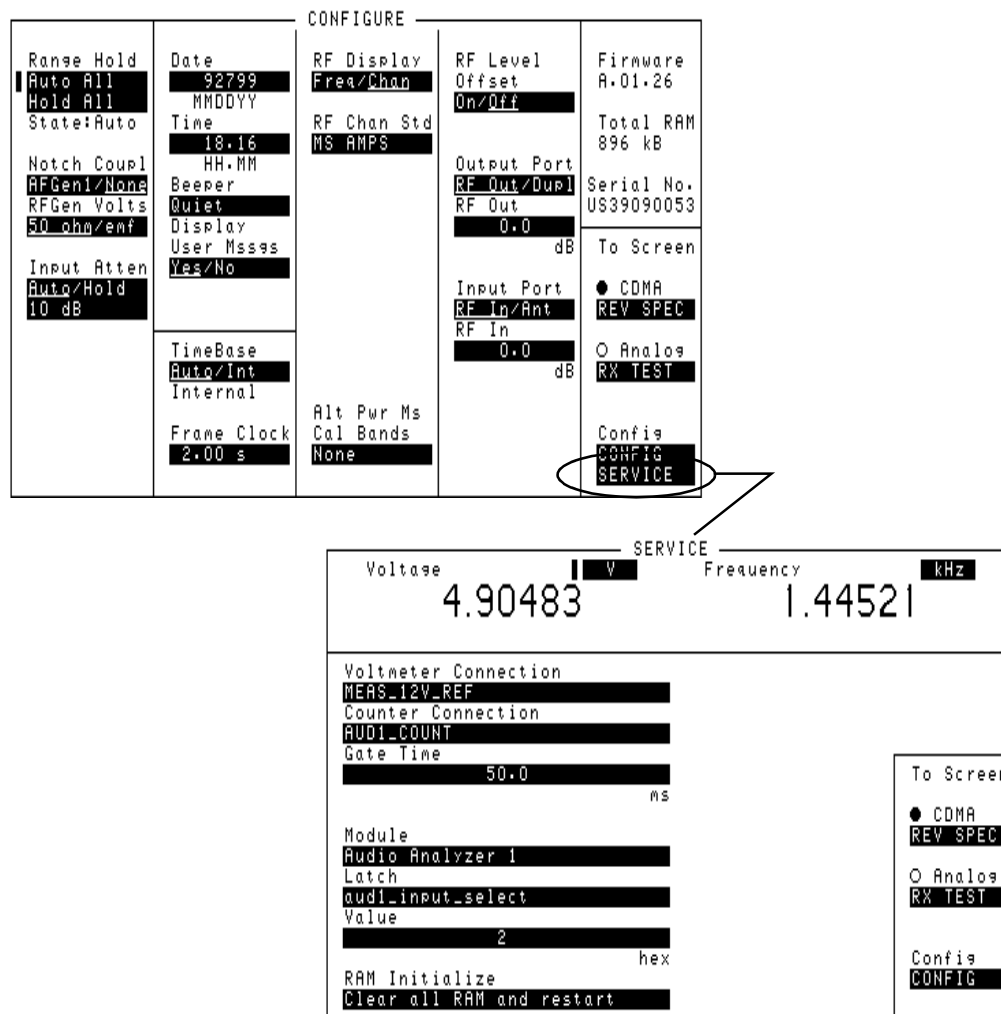 CONFIGURE
Range Hold
Auto All
Hold All
State:Auto
Notch Coupl
AFGen1/None
RFGen Volts
50 ohm/emf
Input Atten
Auto/Hold
10 dB
Date
92799
MMDDYY
Time
18.16
HH.MM
Beeper
Quiet
Display
User Mssgs
Yes/No
TimeBase
Auto/Int
Internal
Frame Clock
2.00 s
RF Display
Freq/Chan
RF Chan Std
MS AMPS
Alt Pwr Ms
Cal Bands
None
RF Level
Offset
On/Off
Output Port
RF Out/Dupl
RF Out
0.0
dB
Input Port
RF In/Ant
RF In
0.0
dB
Firmware
A.01.26
Total RAM
896 kB
Serial No.
US39090053
To Screen
CDMA
REV SPEC
Analog
RX TEST
Config
CONFIG
SERVICE
SERVICE
Voltage V
4.90483
Frequency kHz
1.44521
Voltmeter Connection
MEAS_12V_REF
Counter Connection
AUD1_COUNT
Gate Time
50.0
ms
Module
Audio Analyzer 1
Latch
aud1_input_select
Value
2
hex
RAM Initialize
Clear all RAM and restart
To Screen
CDMA
REV SPEC
Analog
RX TEST
Config
CONFIG